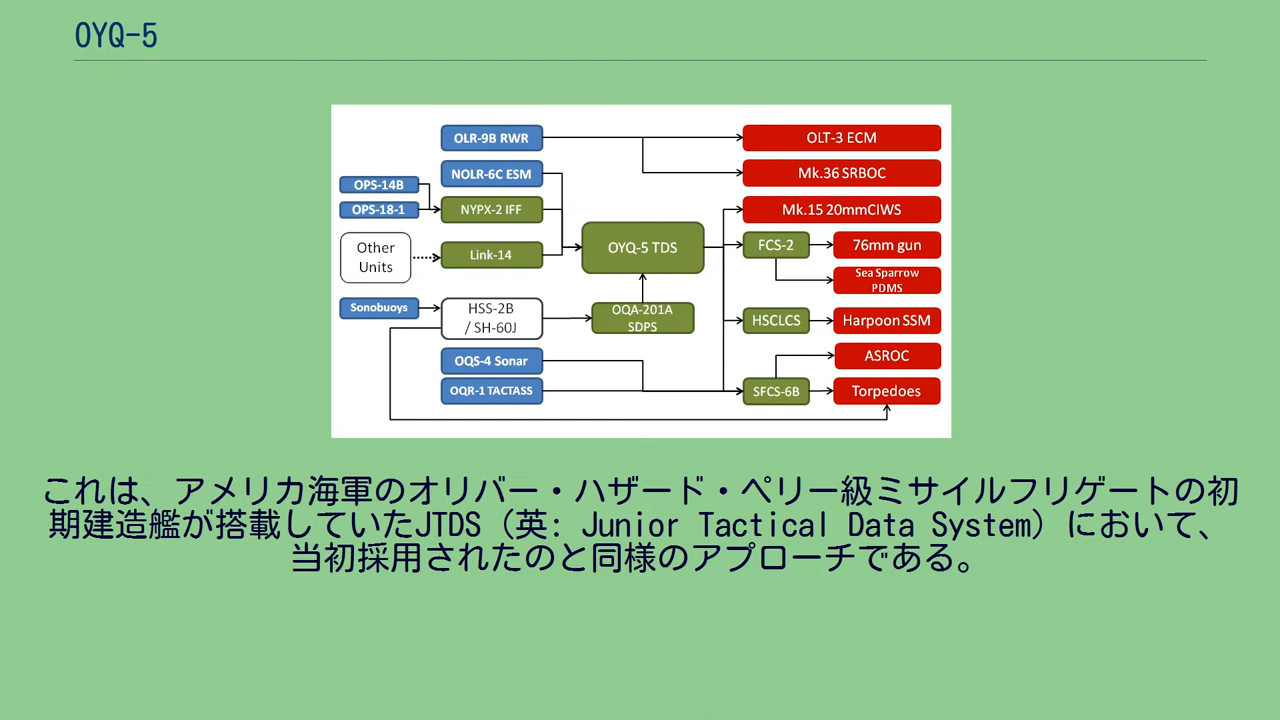 OYQ-5
OLR-9B RWR
OLT-3 ECM
NOLR-6C ESM
Mk.36 SRBOC
OPS-14B
OPS-18-1
NYPX-2 IFF
Mk.15 20mmCIWS
Other
Units
Link-14
OYQ-5 TDS
FCS-2
76mm gun
Sea Sparrow
PDMS
Sonobuoys
HSS-2B
/ SH-60J
OQA-201A
SDPS
HSCLCS
Harpoon SSM
OQS-4 Sonar
ASROC
OQR-1 TACTASS
SFCS-6B
Torpedoes
これは、アメリカ海軍のオリバー・ハザード・ペリー級ミサイルフリゲートの初
期建造艦が搭載していたJTDS（英: Junior Tactical Data System）において、
当初採用されたのと同様のアプローチである。